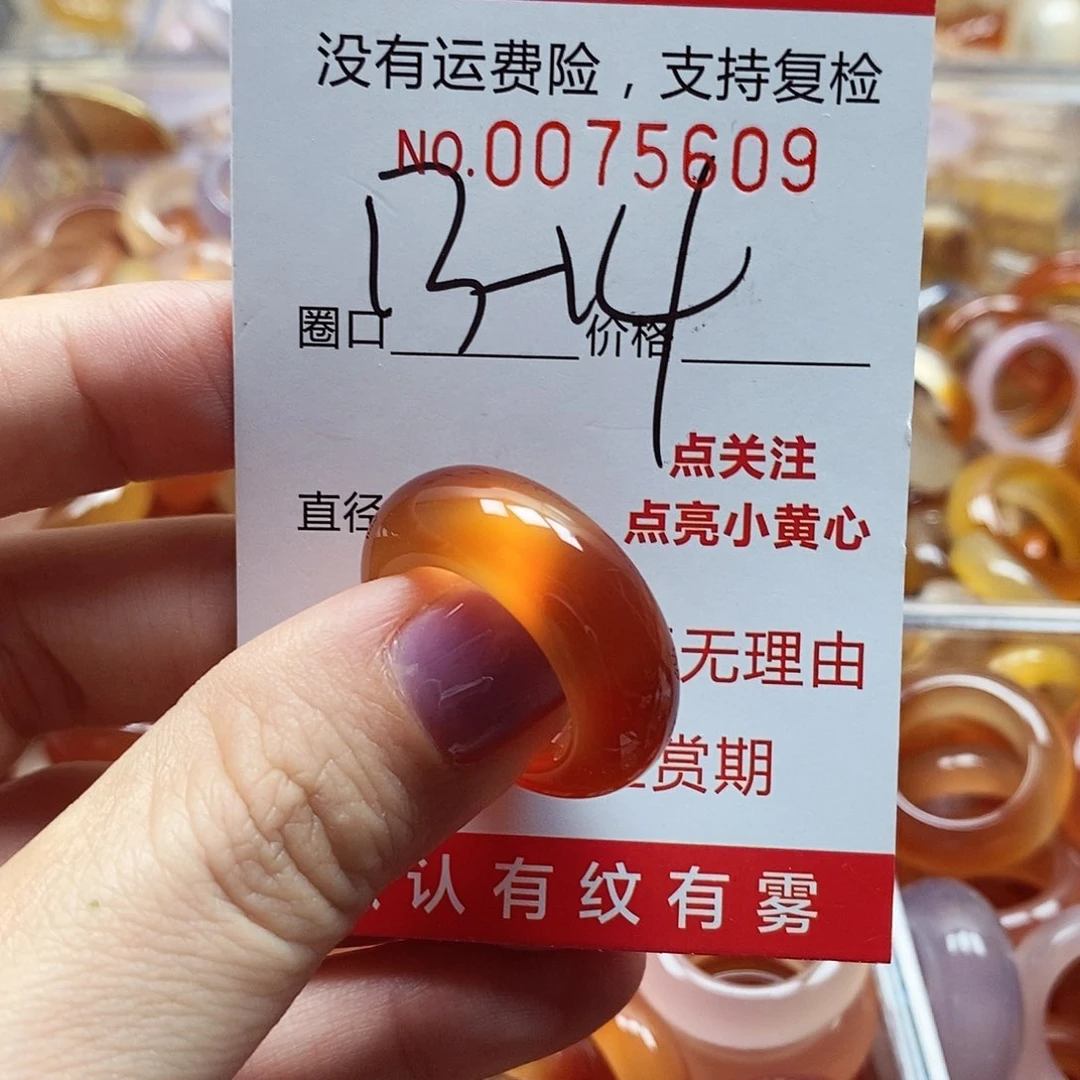 没有运费险，支持复检
NO.0075609
13-14
圈口 价格
点关注
直径
点亮小黄心
无理由
赏期
认有纹有雾